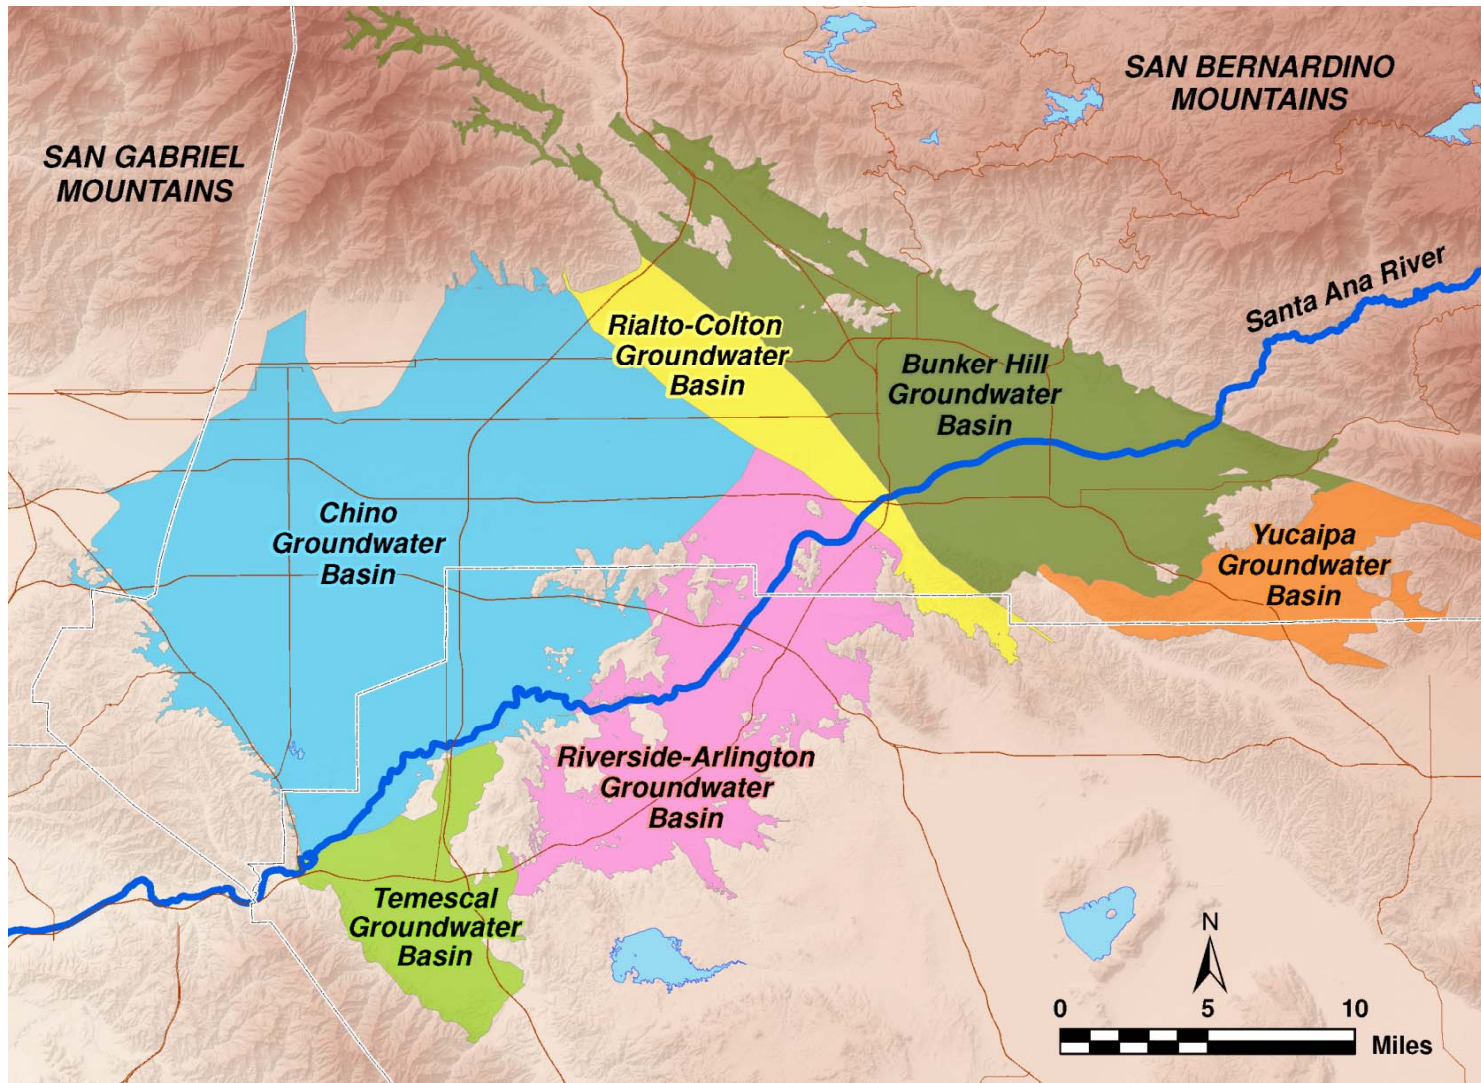 SAN BERNARDINO
MOUNTAINS
SAN GABRIEL
MOUNTAINS
Santa Ana River
Rialto-Colton
Groundwater
Basin
Bunker Hill
Groundwater
Basin
Chino
Groundwater
Basin
Yucaipa
Groundwater
Basin
Riverside-Arlington
Groundwater
Basin
Temescal
Groundwater
Basin
N
0 5 10
Miles